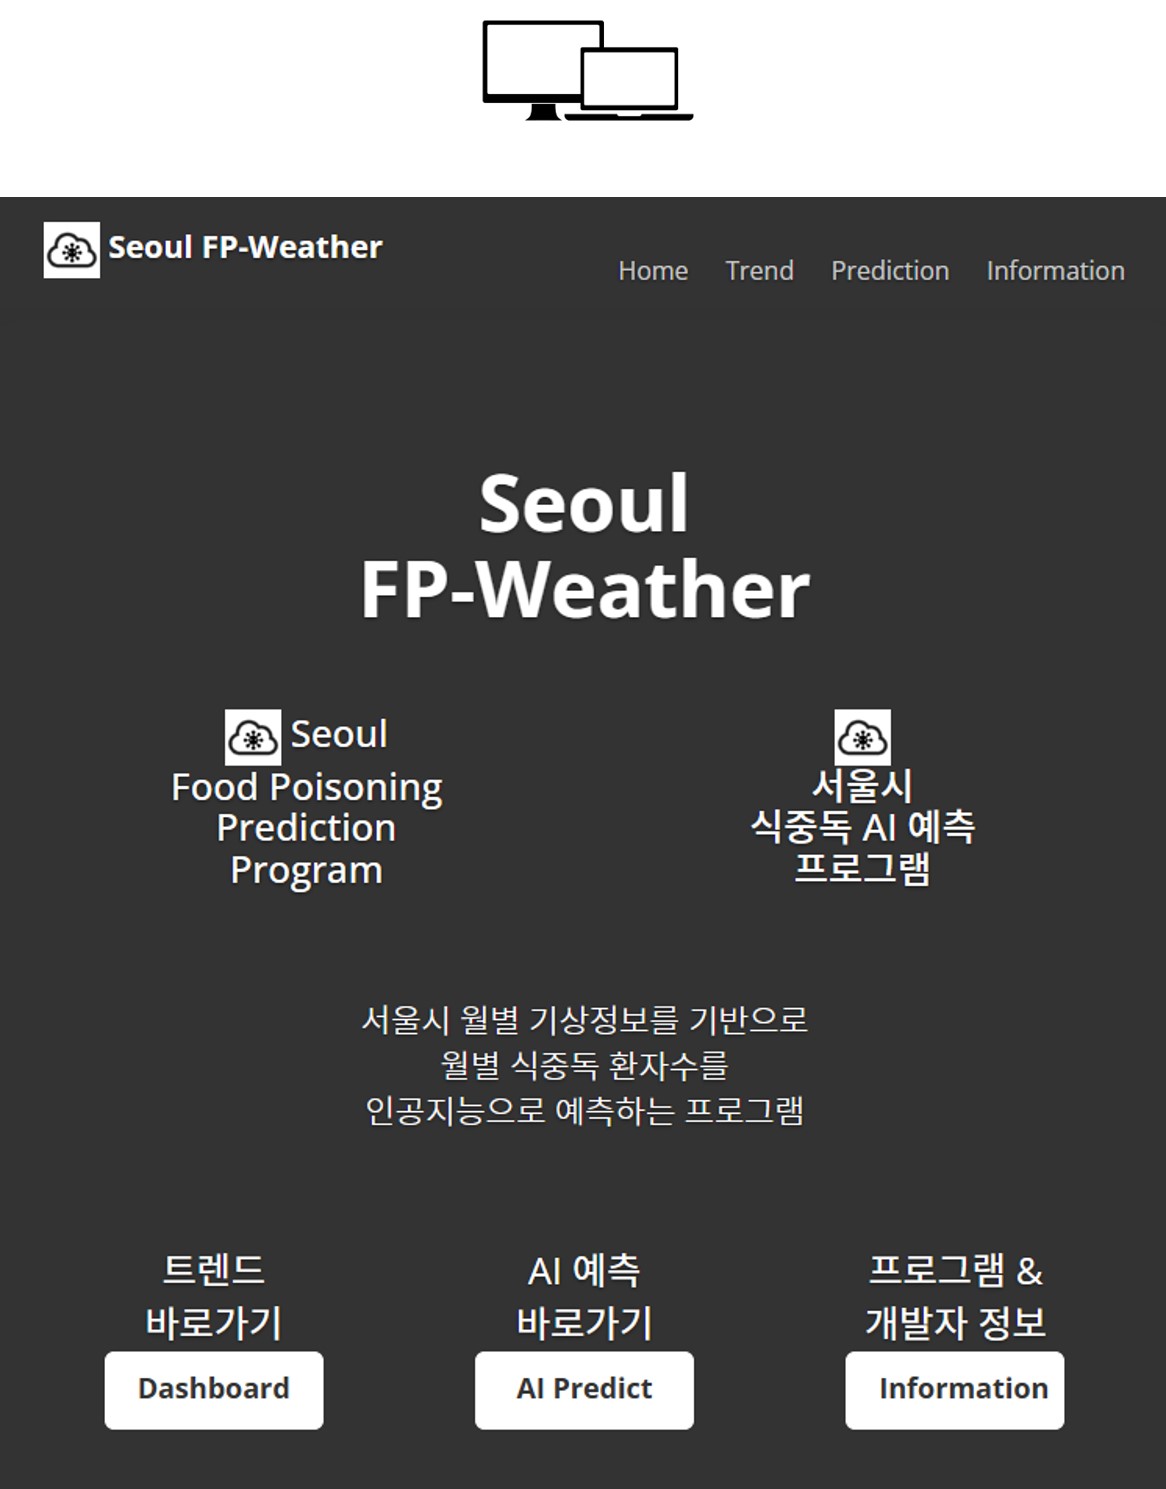 Seoul FP-Weather
Home Trend Prediction Information
Seoul
FP-Weather
Seoul
Food Poisoning
Prediction
Program
서울시
식중독 AI 예측
프로그램
서울시 월별 기상정보를 기반으로
월별 식중독 환자수를
인공지능으로 예측하는 프로그램
트렌드
바로가기
Dashboard
AI 예측
바로가기
AI Predict
프로그램 &
개발자 정보
Information